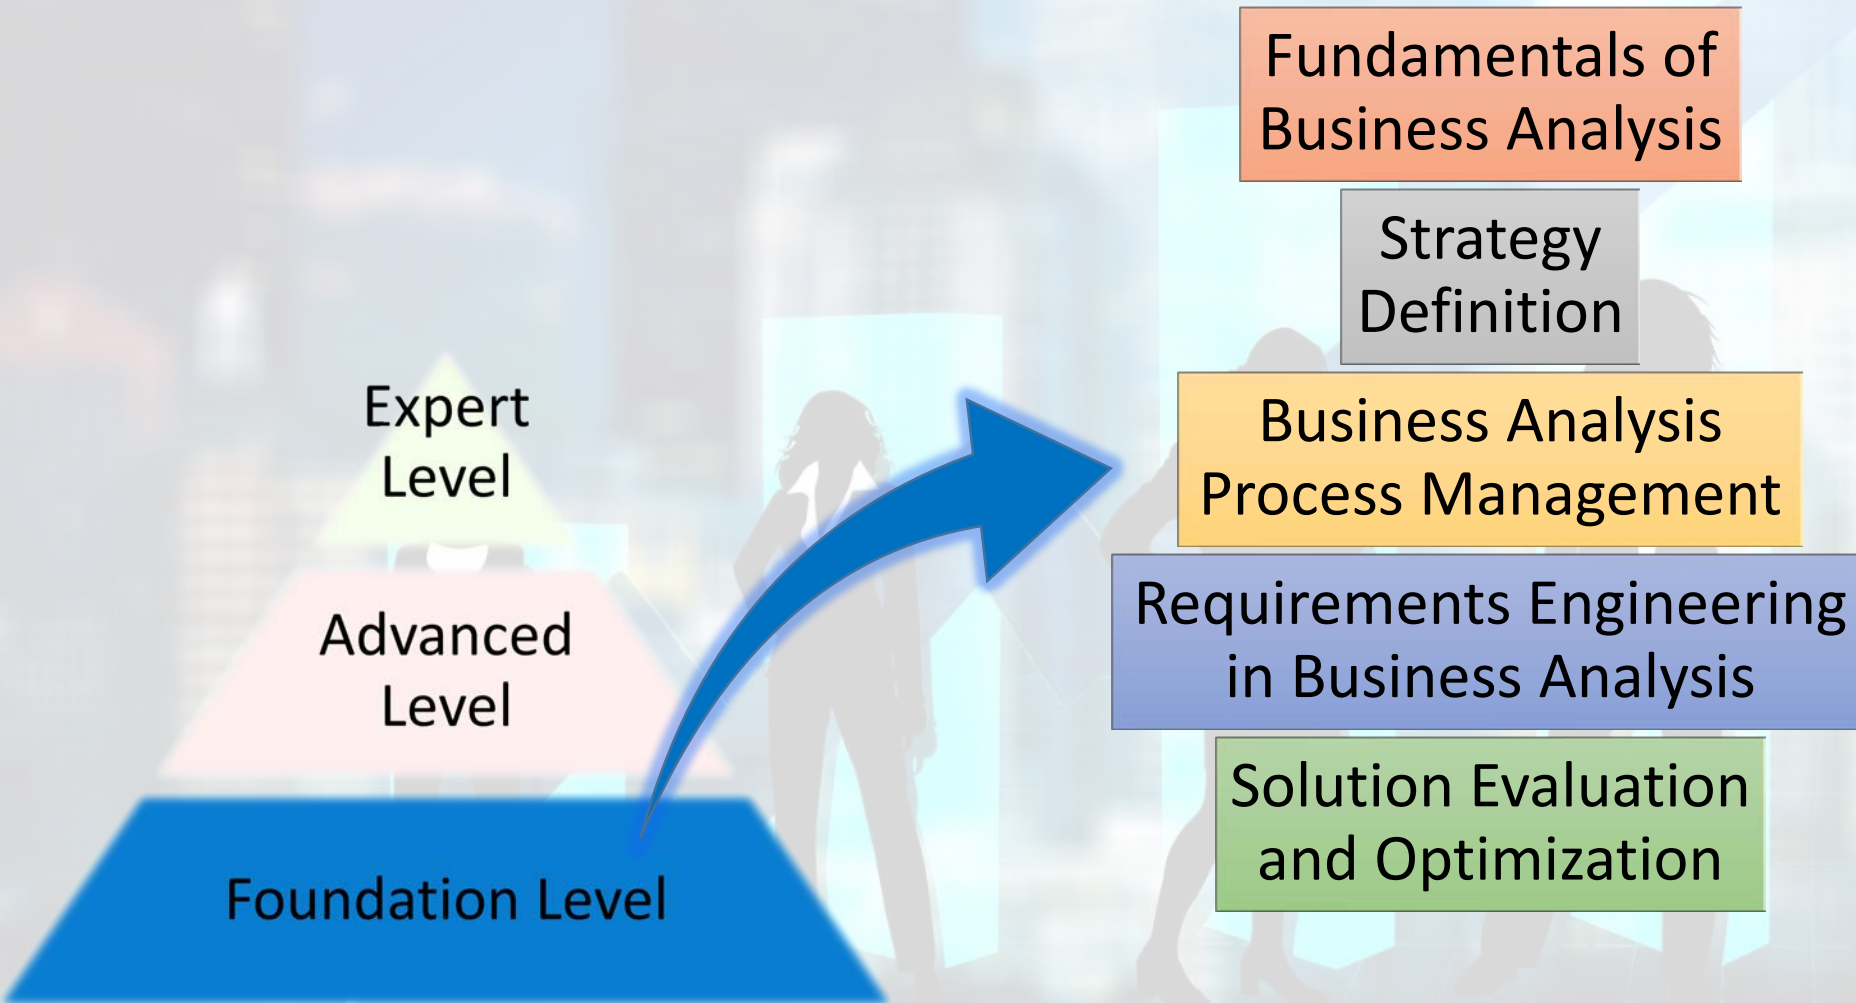 Expert
Level
Advanced
Level
Foundation Level
Fundamentals of
Business Analysis
Strategy
Definition
Business Analysis
Process Management
Requirements Engineering
in Business Analysis
Solution Evaluation
and Optimization